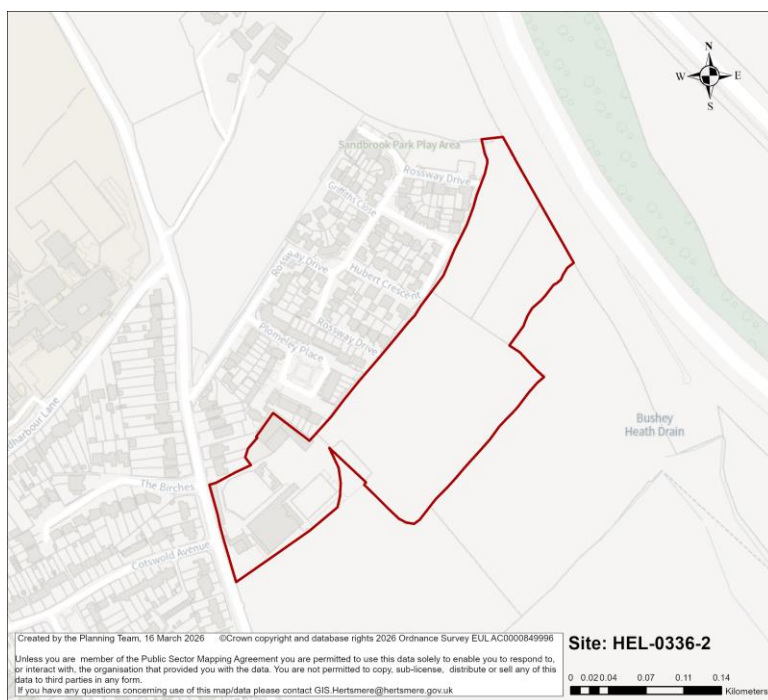 N
W E
S
Sandbrook Park Play Area
Rossway Drive
Griffiths Close
Rossway Drive
Hubert Crescent
Rossway Drive
Plomeley Place
dharbour Lane
The Birches
Cotswold Avenue
Bushey
Heath Drain
Created by the Planning Team, 16 March 2026 ©Crown copyright and database rights 2026 Ordnance Survey EUL AC0000849996
Unless you are member of the Public Sector Mapping Agreement you are permitted to use this data solely to enable you to respond to,
or interact with, the organisation that provided you with the data. You are not permitted to copy, sub-license, distribute or sell any of this
data to third parties in any form.
If you have any questions concerning use of this map/data please contact GIS.Hertsmere@hertsmere.gov.uk
Site: HEL-0336-2
0 0.02 0.04 0.07 0.11 0.14
Kilometers